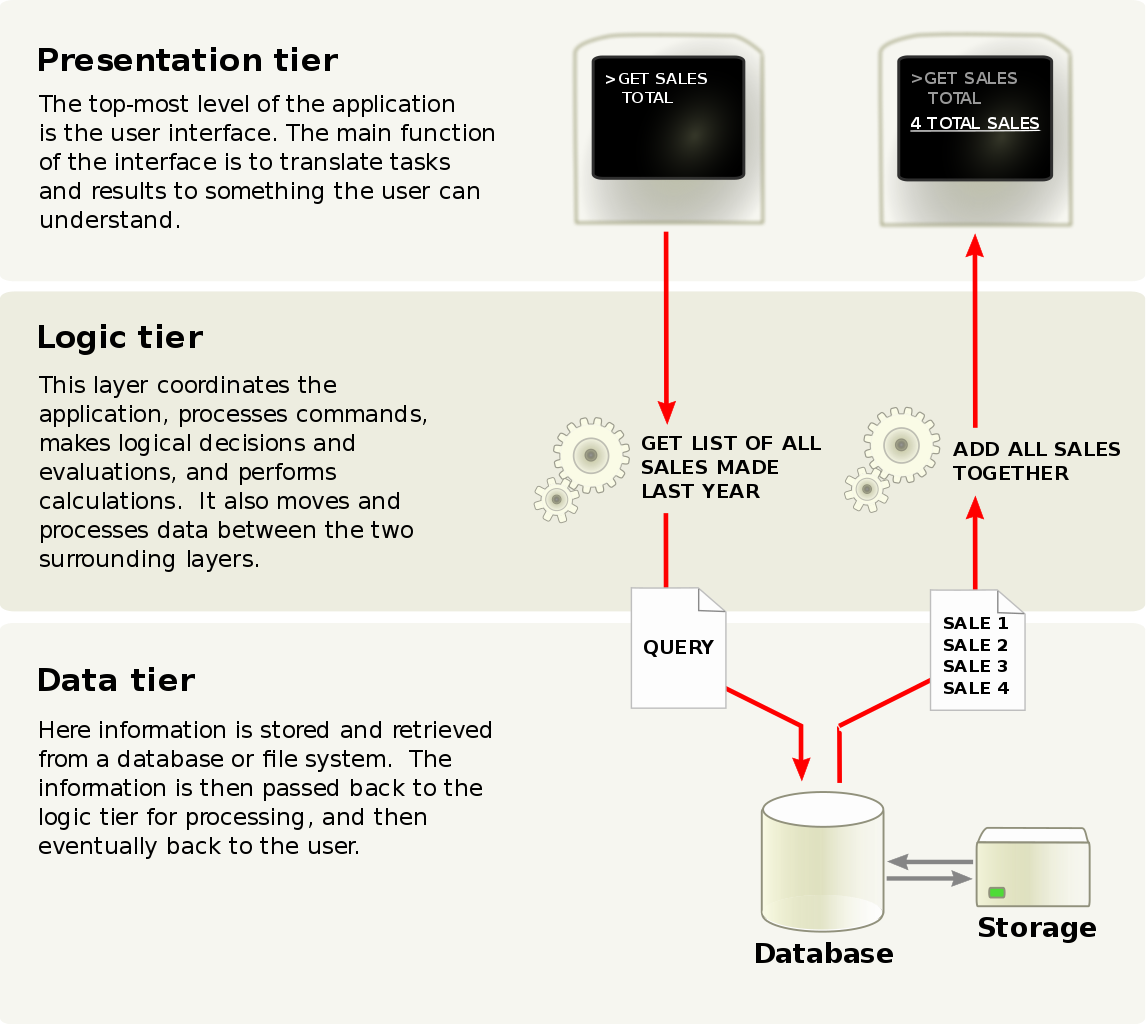 Presentation tier
The top-most level of the application
is the user interface. The main function
of the interface is to translate tasks
and results to something the user can
understand.
>GET SALES
TOTAL
>GET SALES
TOTAL
4 TOTAL SALES
Logic tier
This layer coordinates the
application, processes commands,
makes logical decisions and
evaluations, and performs
calculations.  It also moves and
processes data between the two
surrounding layers.
GET LIST OF ALL
SALES MADE
LAST YEAR
ADD ALL SALES
TOGETHER
QUERY
SALE 1
SALE 2
SALE 3
SALE 4
Data tier
Here information is stored and retrieved
from a database or file system.  The
information is then passed back to the
logic tier for processing, and then
eventually back to the user.
Database
Storage